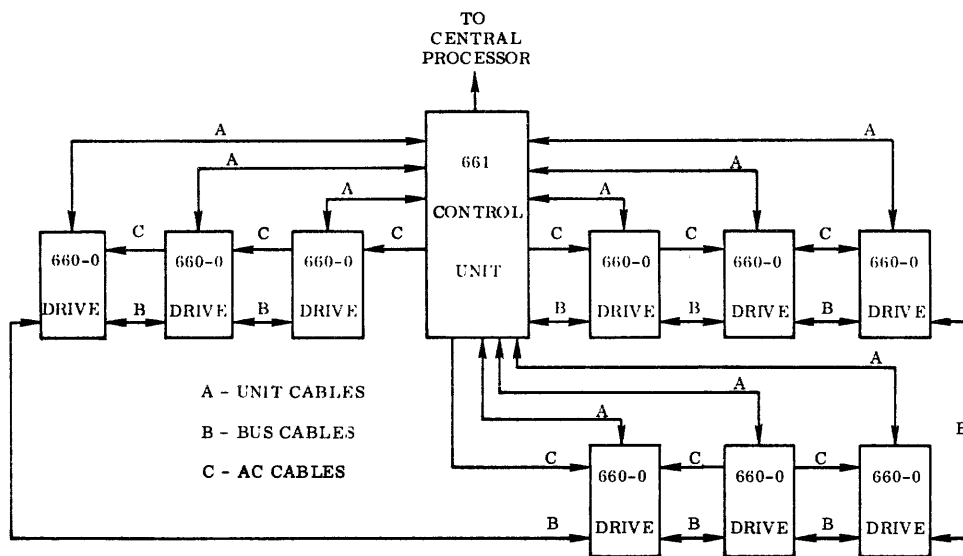 TO
CENTRAL
PROCESSOR
A
A
A
A
A
A
661
CONTROL
UNIT
C
C
C
C
C
C
660-0
DRIVE
660-0
DRIVE
660-0
DRIVE
660-0
DRIVE
660-0
DRIVE
660-0
DRIVE
B
B
B
B
B
A - UNIT CABLES
B - BUS CABLES
C - AC CABLES
A
A
A
B
C
C
C
660-0
DRIVE
660-0
DRIVE
660-0
DRIVE
B
B
B